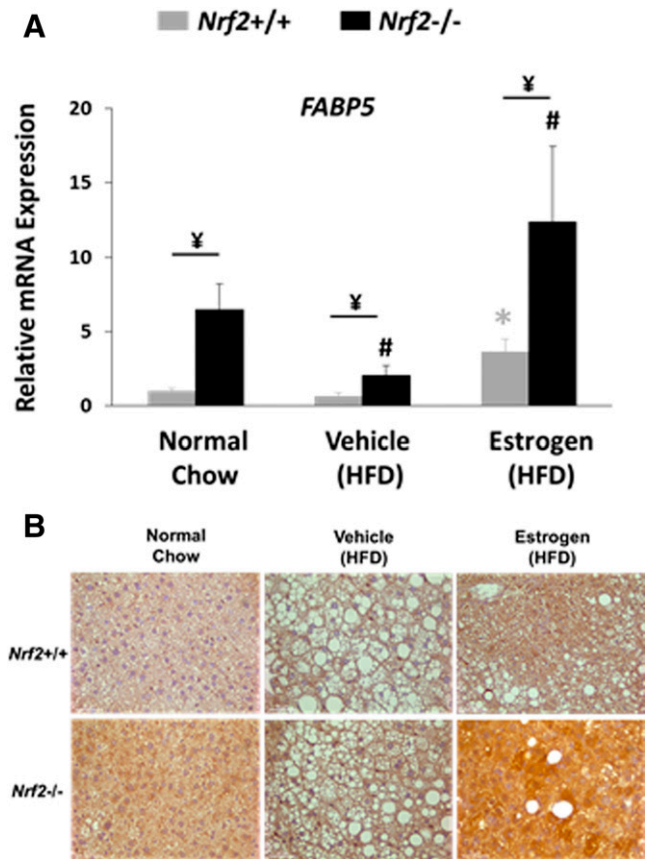 A
Nrf2+/+ Nrf2-/-
FABP5
Relative mRNA Expression
20
15
10
5
0
¥
¥
#
¥
#
*
Normal
Chow
Vehicle
(HFD)
Estrogen
(HFD)
B
Normal
Chow
Vehicle
(HFD)
Estrogen
(HFD)
Nrf2+/+
Nrf2-/-